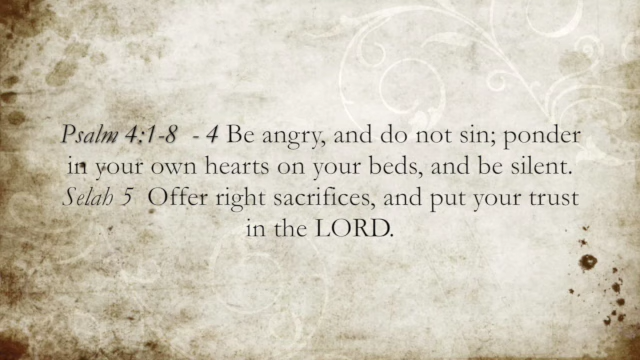 Psalm 4:1-8 - 4 Be angry, and do not sin; ponder
in your own hearts on your beds, and be silent.
Selah 5 Offer right sacrifices, and put your trust
in the LORD.